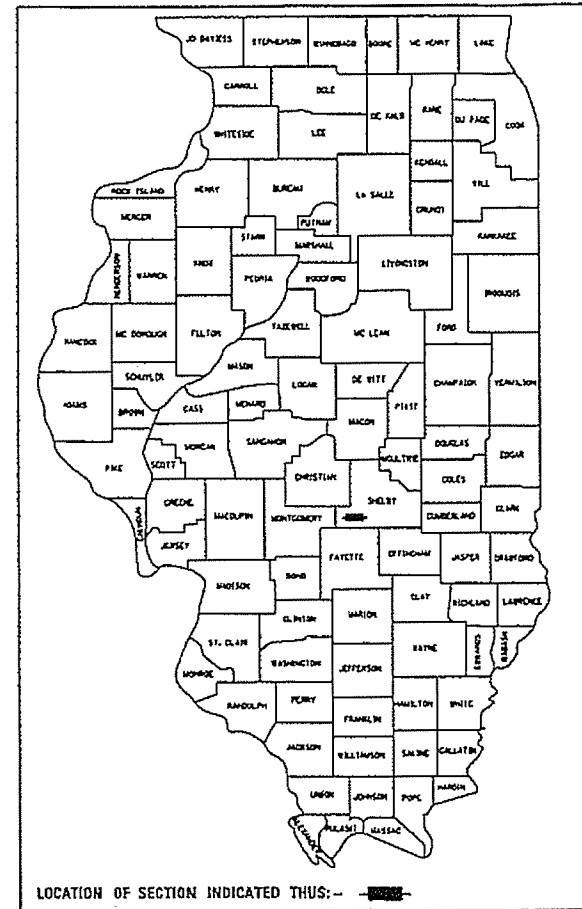 JO DAVIESS STEPHENSON WINNEBAGO BOONE MC HENRY LAKE
CARROLL OGLE DE KALB KANE DU PAGE COOK
WHITESIDE LEE KENDALL WILL
ROCK ISLAND HENRY BUREAU LA SALLE GRUNDY
MERCER PUTNAM KANKAKEE
STARK MARSHALL
HENDERSON WARREN KNOX PEORIA WOODFORD LIVINGSTON IROQUOIS
HANCOCK MC DONOUGH FULTON TAZEWELL MC LEAN FORD
SCHUYLER MASON LOGAN DE WITT CHAMPAIGN VERMILION
ADAMS BROWN CASS MENARD MACON PIATT
PIKE SCOTT MORGAN SANGAMON CHRISTIAN MOULTRIE DOUGLAS EDGAR
COLES
SHELBY
CALHOUN GREENE MACOUPIN MONTGOMERY CUMBERLAND CLARK
JERSEY FAYETTE EFFINGHAM JASPER CRAWFORD
MADISON BOND CLAY RICHLAND LAWRENCE
CLINTON MARION
ST. CLAIR WAYNE EDWARDS WABASH
MONROE WASHINGTON JEFFERSON
RANDOLPH PERRY HAMILTON WHITE
FRANKLIN
JACKSON WILLIAMSON SALINE GALLATIN
UNION JOHNSON POPE HARDIN
ALEXANDER PULASKI MASSAC
LOCATION OF SECTION INDICATED THUS:-